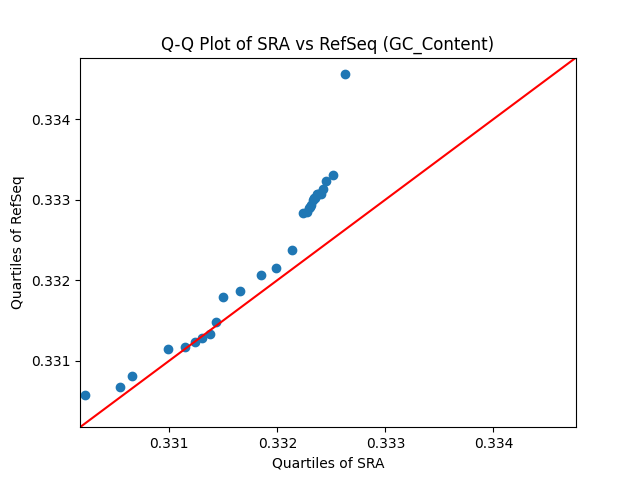 Q-Q Plot of SRA vs RefSeq (GC_Content)
0.334
0.333
0.332
0.331
Quartiles of RefSeq
0.331 0.332 0.333 0.334
Quartiles of SRA